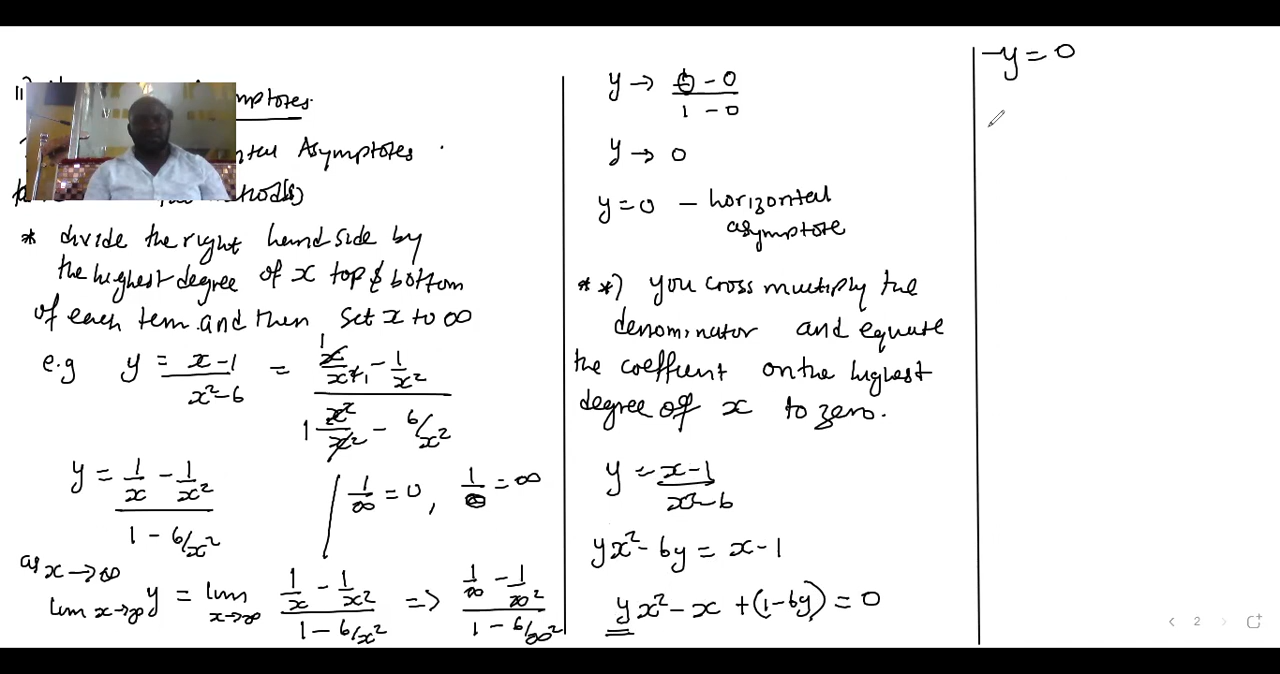 mptotes.
ntal Asymptotes.
thod(s)
* divide the right hand side by
the highest degree of x top & bottom
of each term and then set x to ∞
e.g y = (x-1)/(x²-6) = (x/x² - 1/x²)/(x²/x² - 6/x²)
y = (1/x - 1/x²)/(1 - 6/x²) | 1/∞ = 0, 1/0 = ∞
as x→∞
lim x→∞ y = lim x→∞ (1/x - 1/x²)/(1 - 6/x²) => (1/∞ - 1/∞²)/(1 - 6/∞²)
y → (0 - 0)/(1 - 0)
y → 0
y = 0 – horizontal
asymptote
**) you cross multiply the
denominator and equate
the coeffient on the highest
degree of x to zero.
y = (x-1)/(x²-6)
yx² - 6y = x - 1
yx² - x + (1-6y) = 0
-y = 0
2